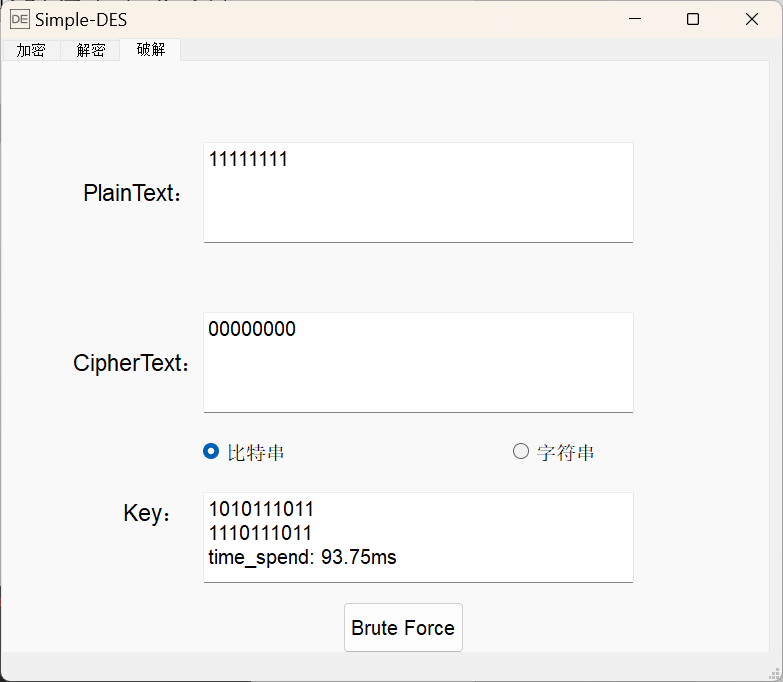 DE Simple-DES
加密 解密 破解
PlainText：
11111111
CipherText：
00000000
比特串 字符串
Key：
1010111011
1110111011
time_spend: 93.75ms
Brute Force